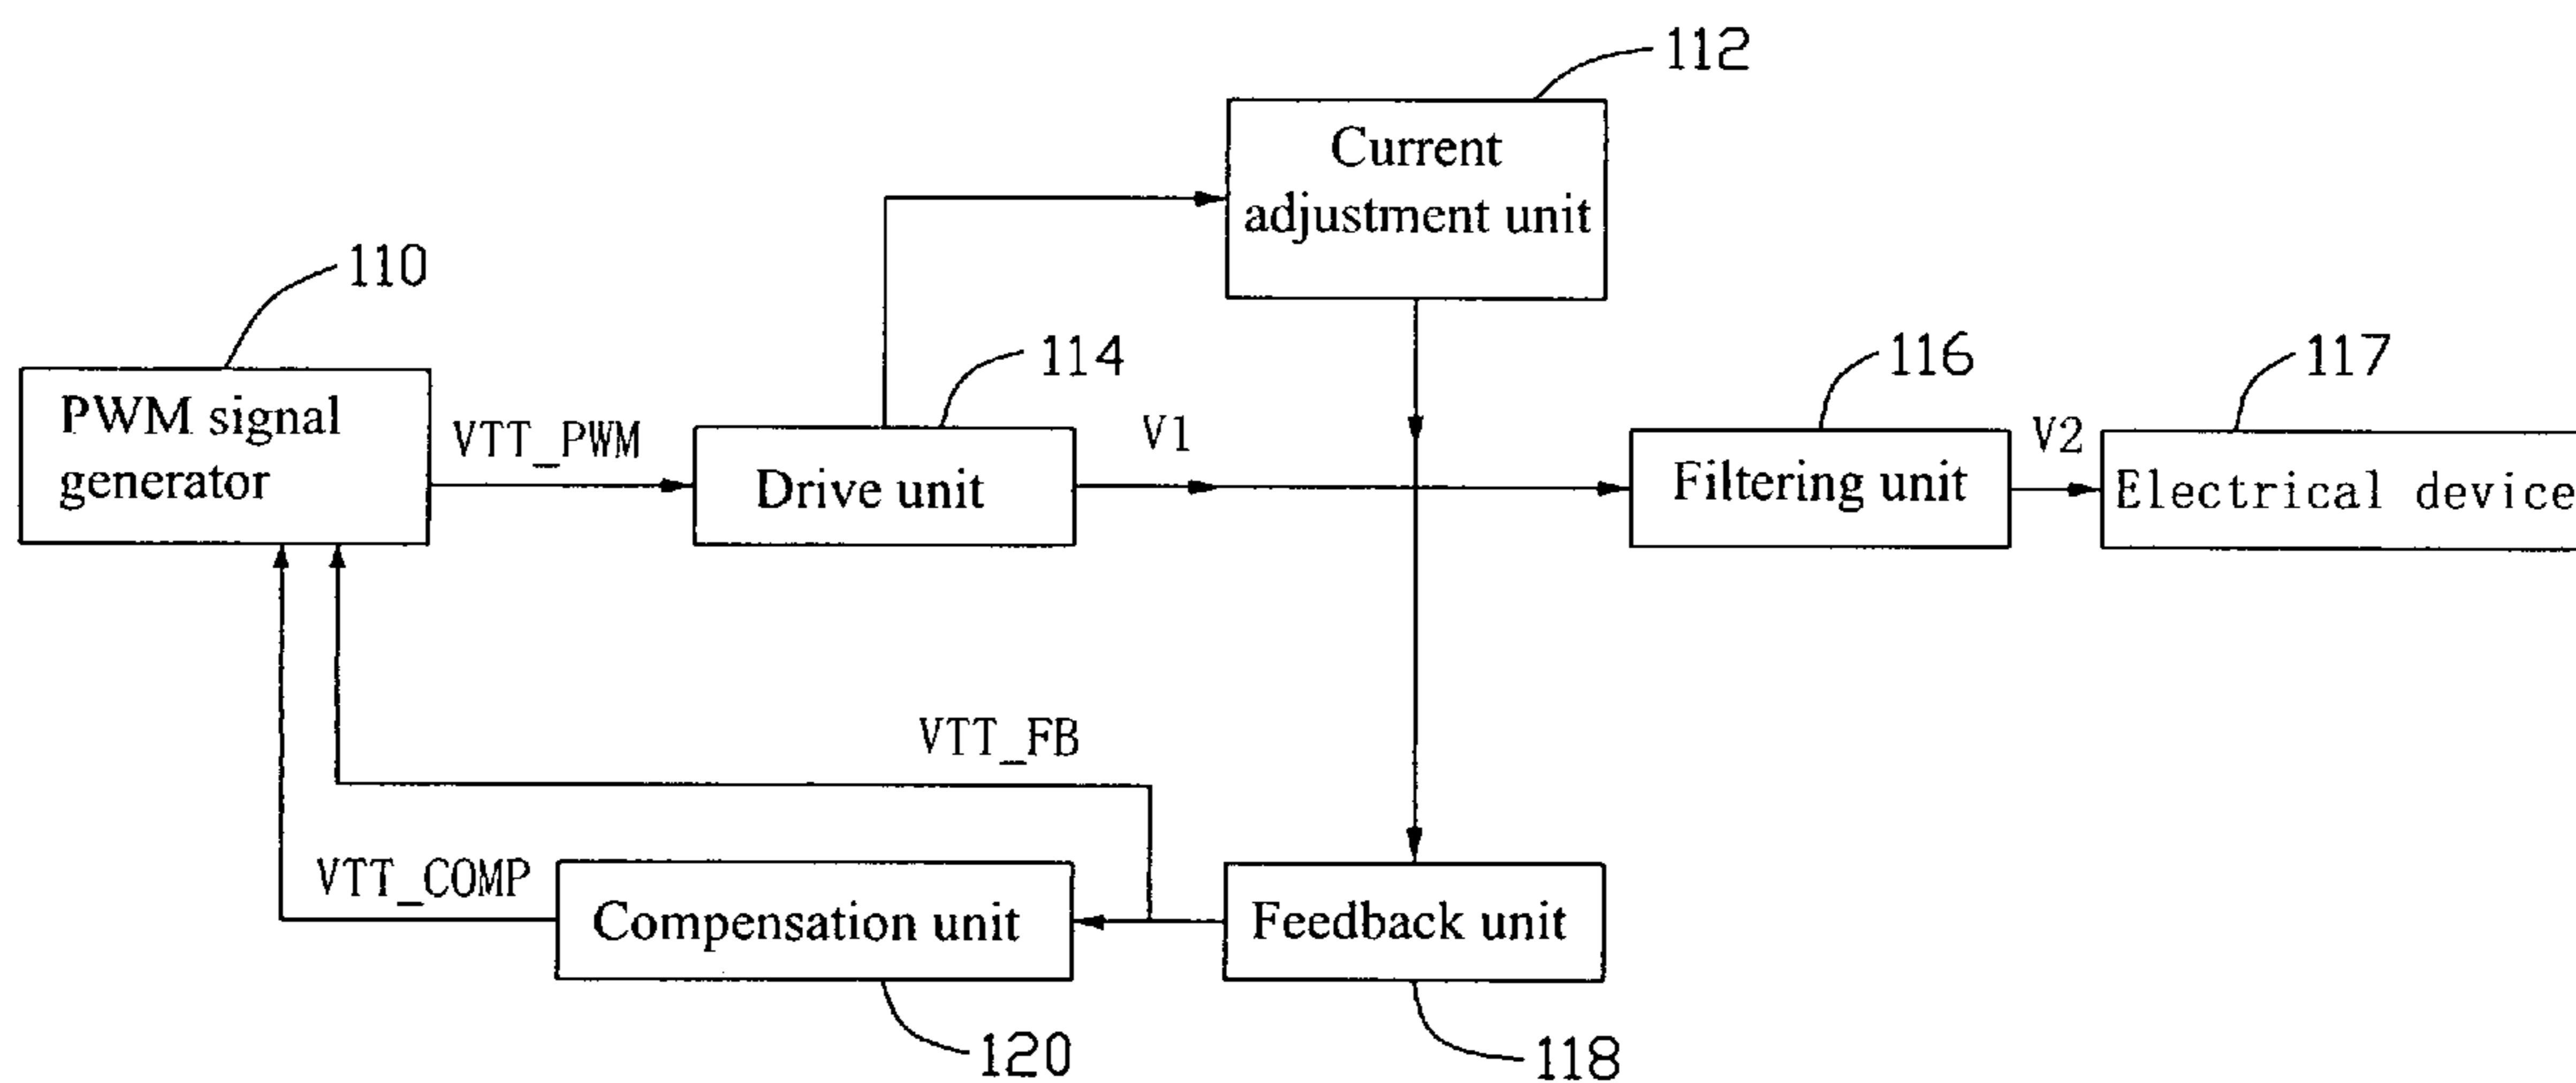 112
Current
adjustment unit
110
114
116
117
PWM signal
generator
VTT_PWM
Drive unit
V1
Filtering unit
V2
Electrical device
VTT_FB
VTT_COMP
Compensation unit
Feedback unit
120
118